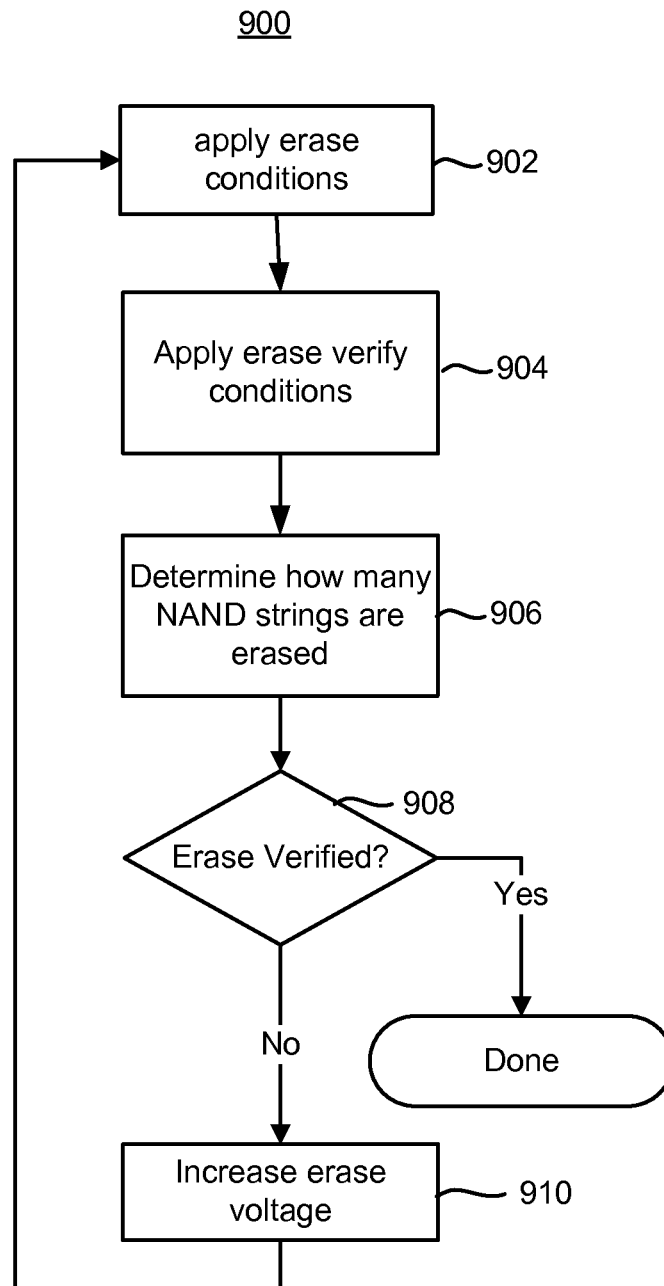 900
apply erase
conditions
902
Apply erase verify
conditions
904
Determine how many
NAND strings are
erased
906
908
Erase Verified?
Yes
No
Done
Increase erase
voltage
910